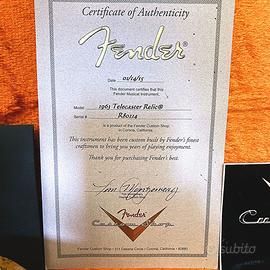 Certificate of Authenticity
Fender
Date 01/14/15
This document certifies that this
Fender Musical Instrument.
Model 1963 Telecaster Relic®
Serial # R80224
is a product of the Fender Custom Shop
in Corona, California.
This instrument has been custom built by Fender's finest
craftsmen to bring you years of playing enjoyment.
Thank you for purchasing Fender's best.
Fender
Custom Shop
Fender Custom Shop • 311 Cessna Circle • Corona, California • 92880
subito